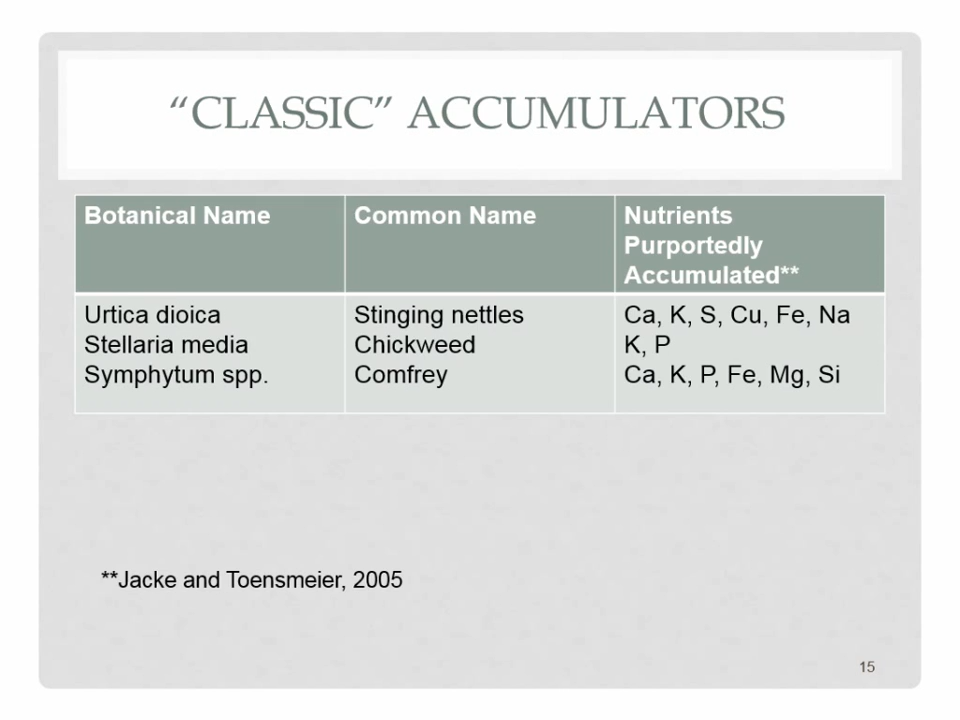 “CLASSIC” ACCUMULATORS
Botanical Name
Common Name
Nutrients
Purportedly
Accumulated**
Urtica dioica
Stellaria media
Symphytum spp.
Stinging nettles
Chickweed
Comfrey
Ca, K, S, Cu, Fe, Na
K, P
Ca, K, P, Fe, Mg, Si
**Jacke and Toensmeier, 2005
15